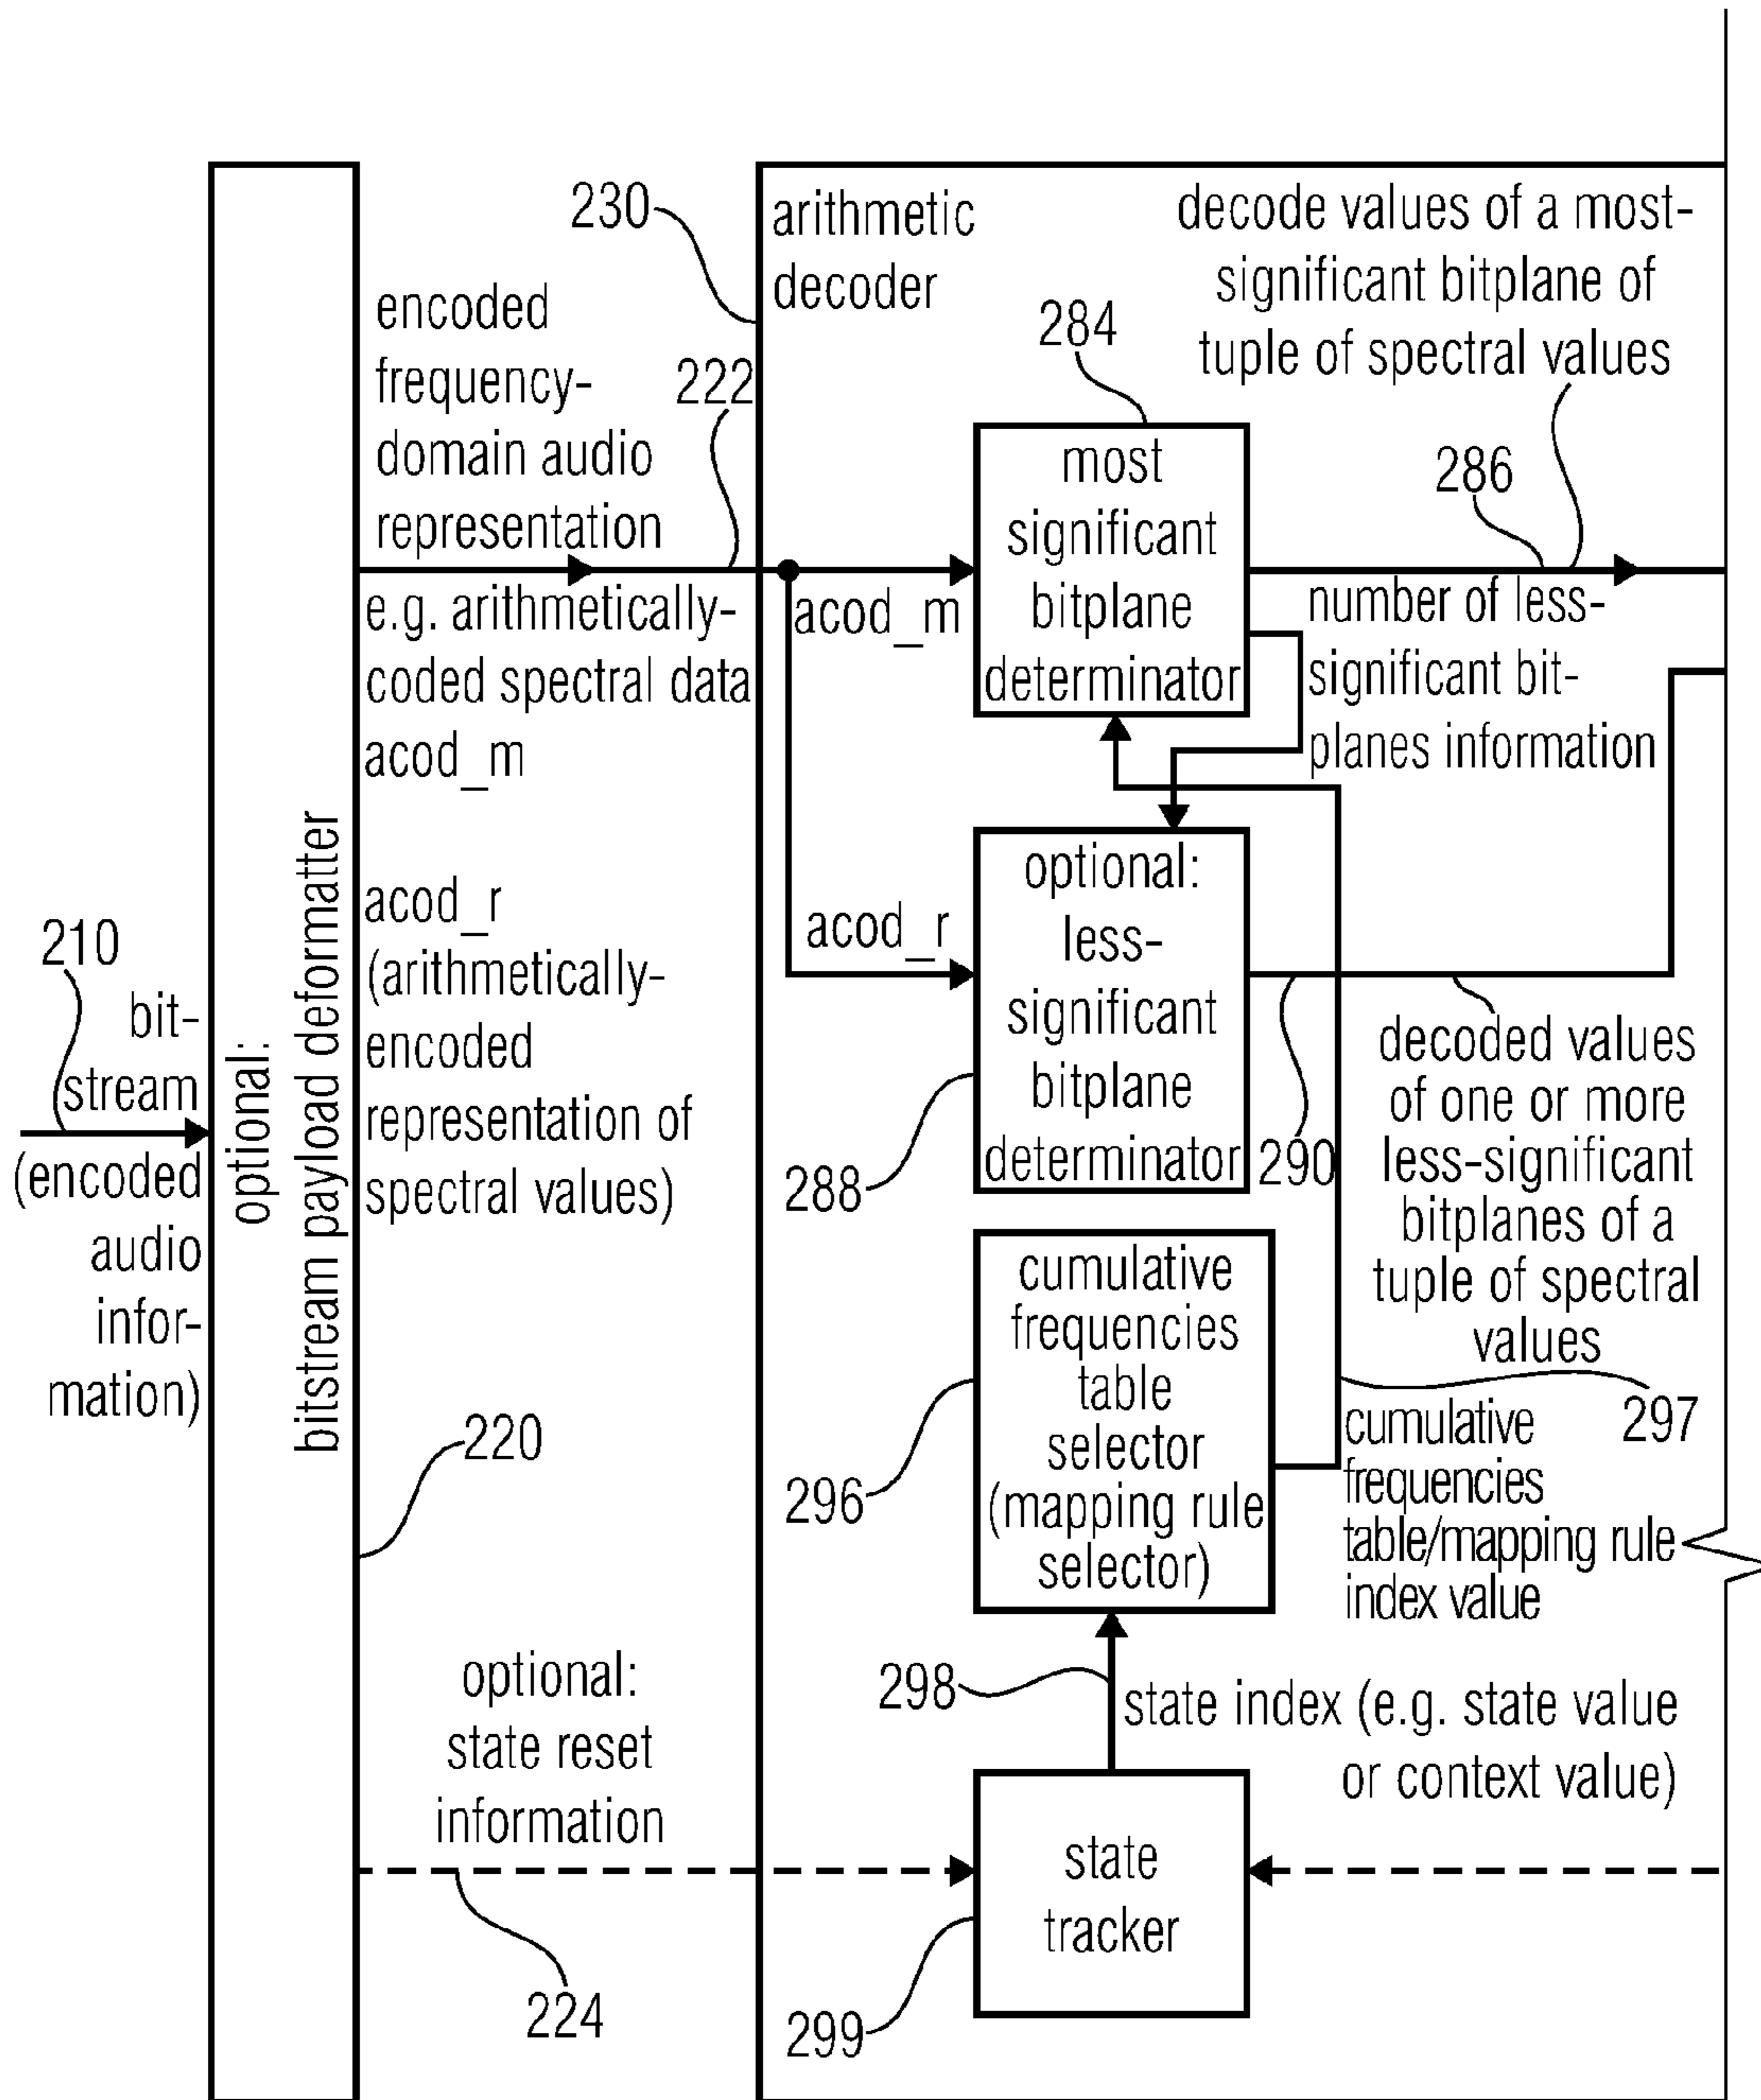 230
arithmetic
decoder
decode values of a most-
significant bitplane of
tuple of spectral values
encoded
frequency-
domain audio
representation
222
284
286
most
significant
bitplane
determinator
e.g. arithmetically-
coded spectral data
acod_m
acod_m
number of less-
significant bit-
planes information
acod_r
(arithmetically-
encoded
representation of
spectral values)
acod_r
optional:
less-
significant
bitplane
determinator
288
290
decoded values
of one or more
less-significant
bitplanes of a
tuple of spectral
values
210
bit-
stream
(encoded
audio
infor-
mation)
optional:
bitstream payload deformatter
220
cumulative
frequencies
table
selector
(mapping rule
selector)
296
297
cumulative
frequencies
table/mapping rule
index value
298
state index (e.g. state value
or context value)
optional:
state reset
information
224
state
tracker
299